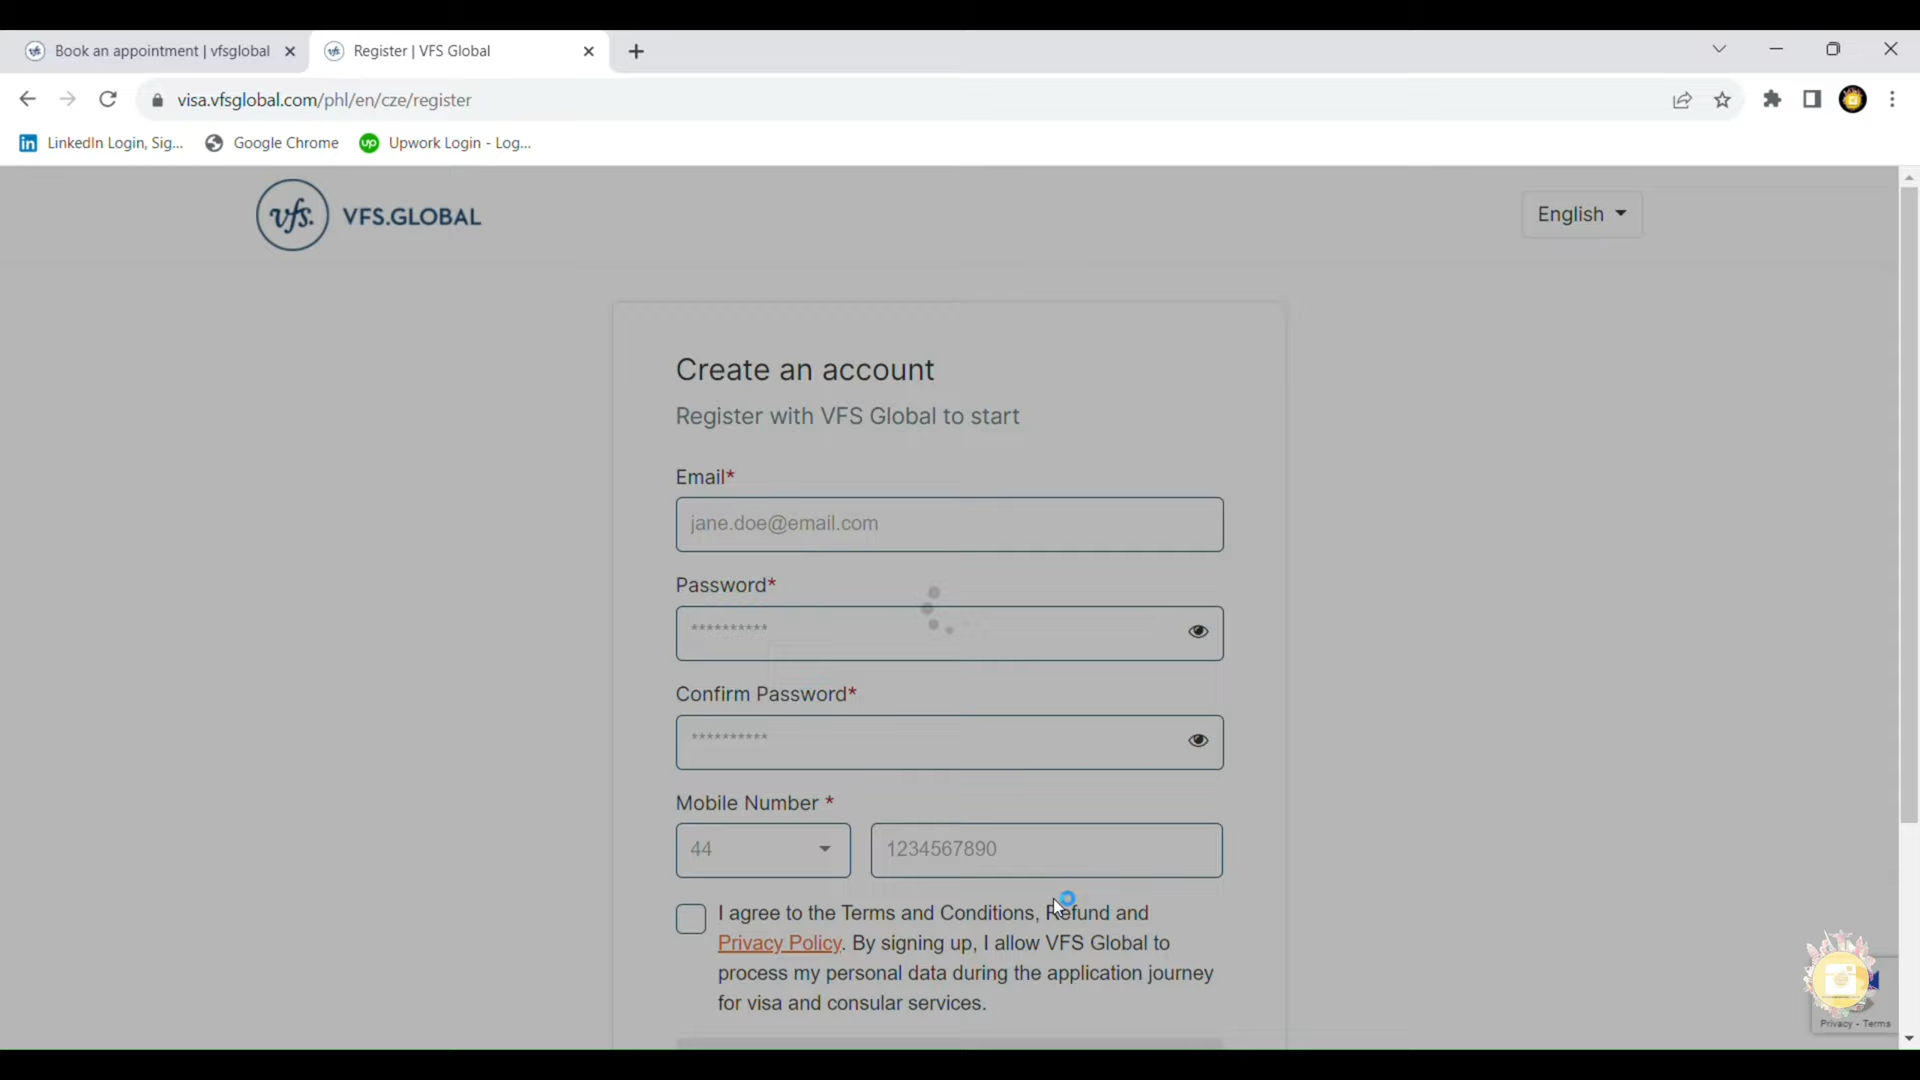 Book an appointment | vfsglobal
Register | VFS Global
visa.vfsglobal.com/phl/en/cze/register
LinkedIn Login, Sig...
Google Chrome
up
Upwork Login - Log...
vfs.
VFS.GLOBAL
English
Create an account
Register with VFS Global to start
Email*
jane.doe@email.com
Password*
**********
Confirm Password*
**********
Mobile Number *
44
1234567890
I agree to the Terms and Conditions, Refund and
Privacy Policy. By signing up, I allow VFS Global to
process my personal data during the application journey
for visa and consular services.
Privacy - Terms